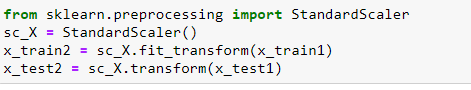 from sklearn.preprocessing import StandardScaler
sc_X = StandardScaler()
x_train2 = sc_X.fit_transform(x_train1)
x_test2 = sc_X.transform(x_test1)